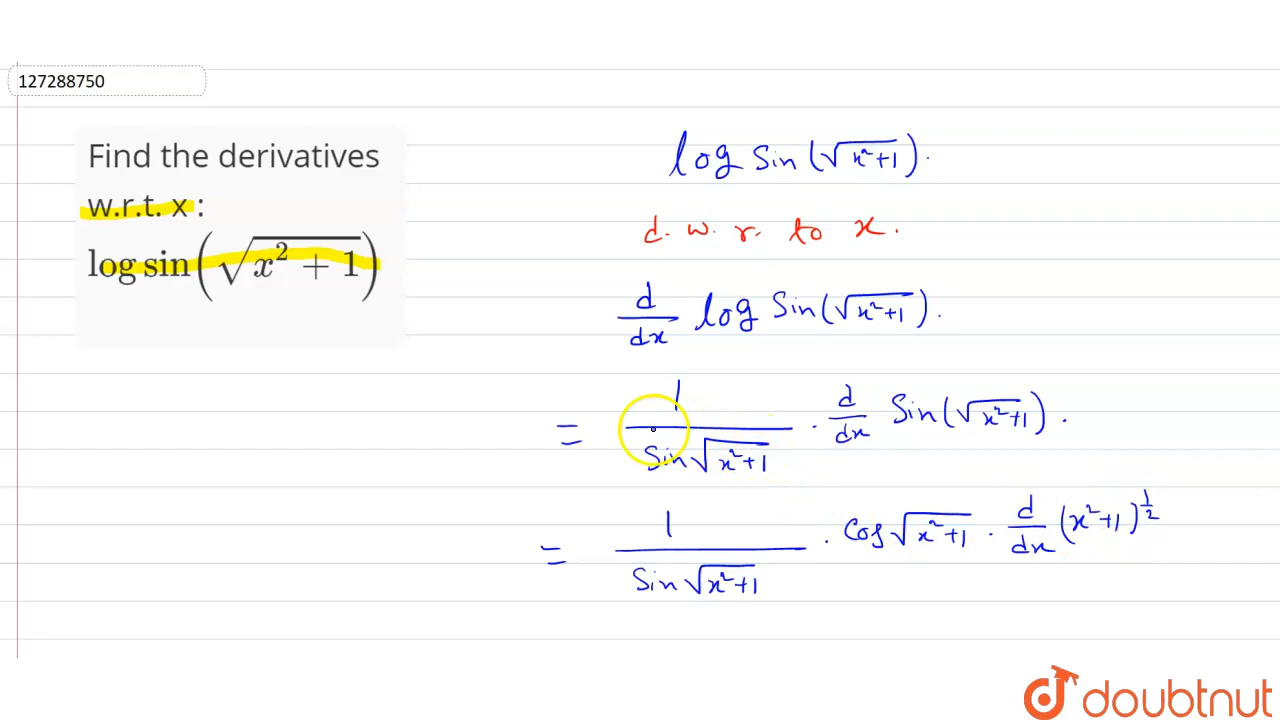 127288750
Find the derivatives
w.r.t. x :
log sin(√(x² + 1))
log Sin (√x²+1).
d. w. r. to x.
d/dx log Sin(√x²+1).
= 1/Sin√x²+1 . d/dx Sin(√x²+1).
= 1/Sin√x²+1 . Cos√x²+1 . d/dx (x²+1)^1/2
doubtnut